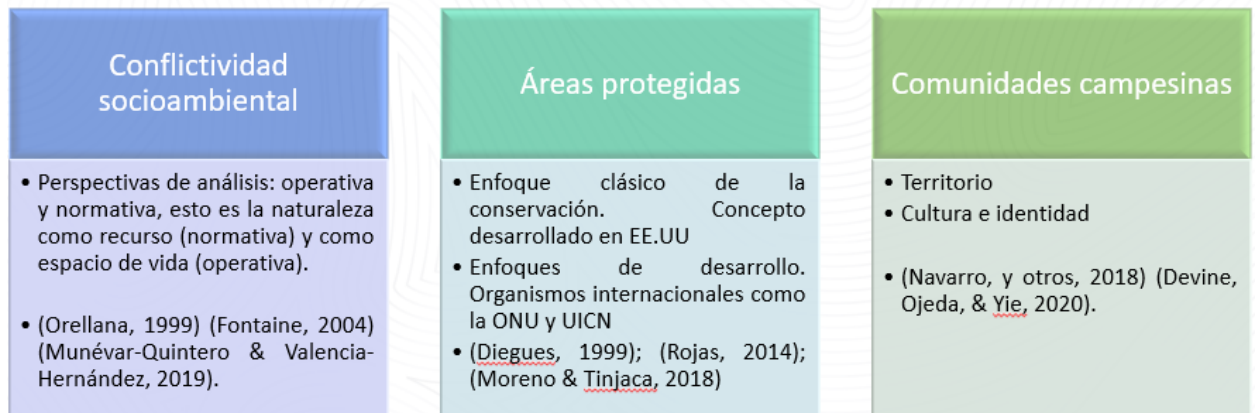 Conflictividad
socioambiental
• Perspectivas de análisis: operativa
y normativa, esto es la naturaleza
como recurso (normativa) y como
espacio de vida (operativa).
• (Orellana, 1999) (Fontaine, 2004)
(Munévar-Quintero & Valencia-
Hernández, 2019).
Áreas protegidas
• Enfoque clásico de la
conservación. Concepto
desarrollado en EE.UU
• Enfoques de desarrollo.
Organismos internacionales como
la ONU y UICN
• (Diegues, 1999); (Rojas, 2014);
(Moreno & Tinjaca, 2018)
Comunidades campesinas
• Territorio
• Cultura e identidad
• (Navarro, y otros, 2018) (Devine,
Ojeda, & Yie, 2020).